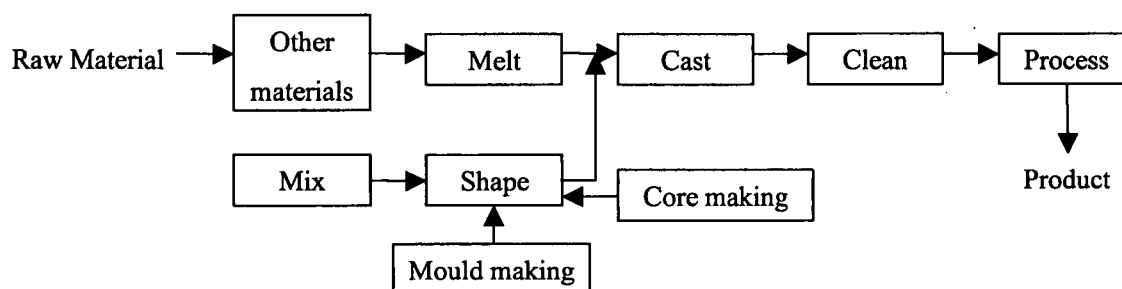 Raw Material
Other
materials
Melt
Cast
Clean
Process
Mix
Shape
Core making
Product
Mould making